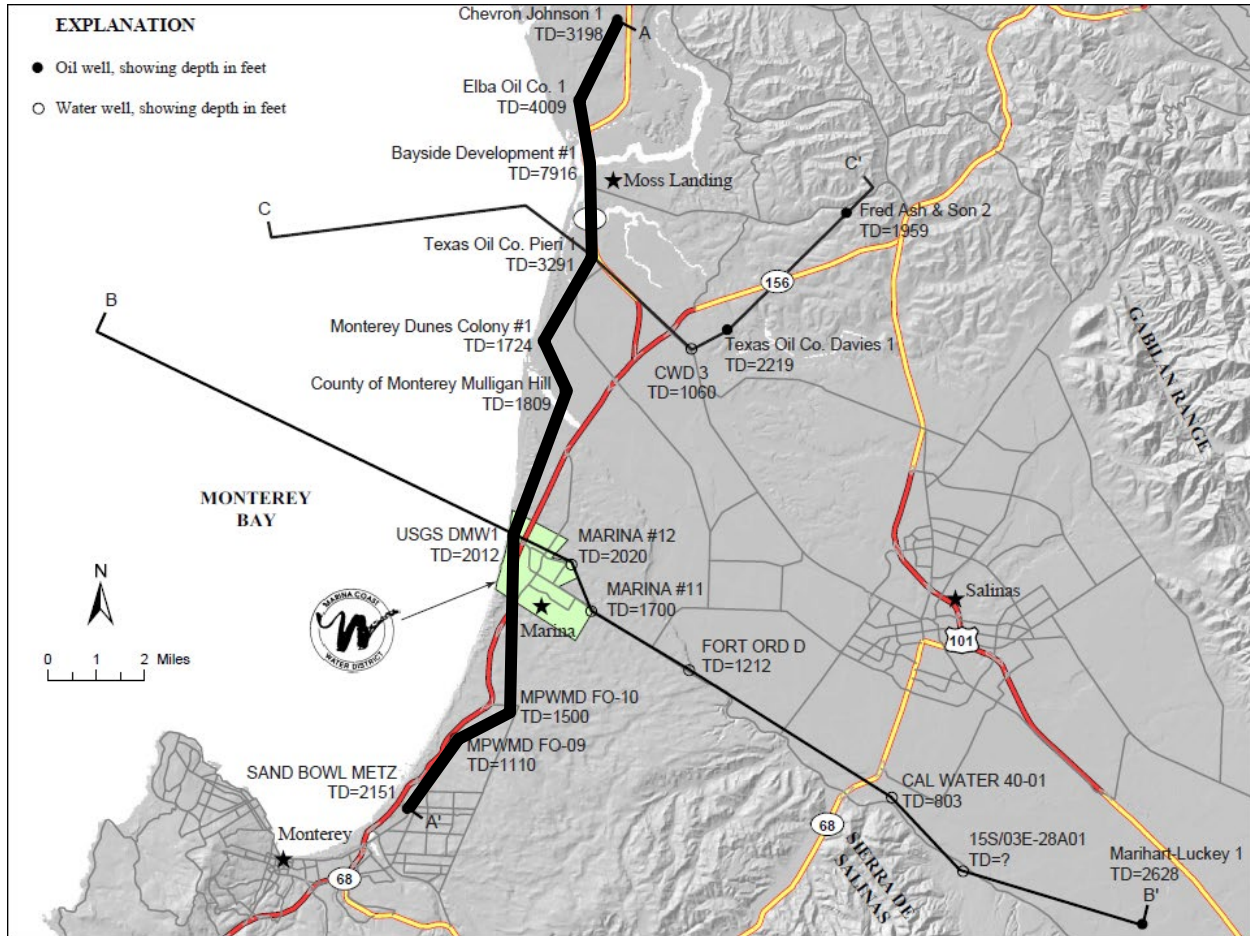 EXPLANATION
Oil well, showing depth in feet
Water well, showing depth in feet
Chevron Johnson 1
TD=3198
A
Elba Oil Co. 1
TD=4009
Bayside Development #1
TD=7916
Moss Landing
C'
C
Fred Ash & Son 2
TD=1959
Texas Oil Co. Pieri 1
TD=3291
156
B
Monterey Dunes Colony #1
TD=1724
Texas Oil Co. Davies 1
TD=2219
CWD 3
TD=1060
GABILAN RANGE
County of Monterey Mulligan Hill
TD=1809
MONTEREY
BAY
USGS DMW1
TD=2012
MARINA #12
TD=2020
MARINA #11
TD=1700
N
MARINA COAST
WATER DISTRICT
Marina
Salinas
101
0 1 2 Miles
FORT ORD D
TD=1212
MPWMD FO-10
TD=1500
MPWMD FO-09
TD=1110
SAND BOWL METZ
TD=2151
A'
CAL WATER 40-01
TD=803
68
SIERRA DE
SALINAS
15S/03E-28A01
TD=?
Marihart-Luckey 1
TD=2628
B'
Monterey
68